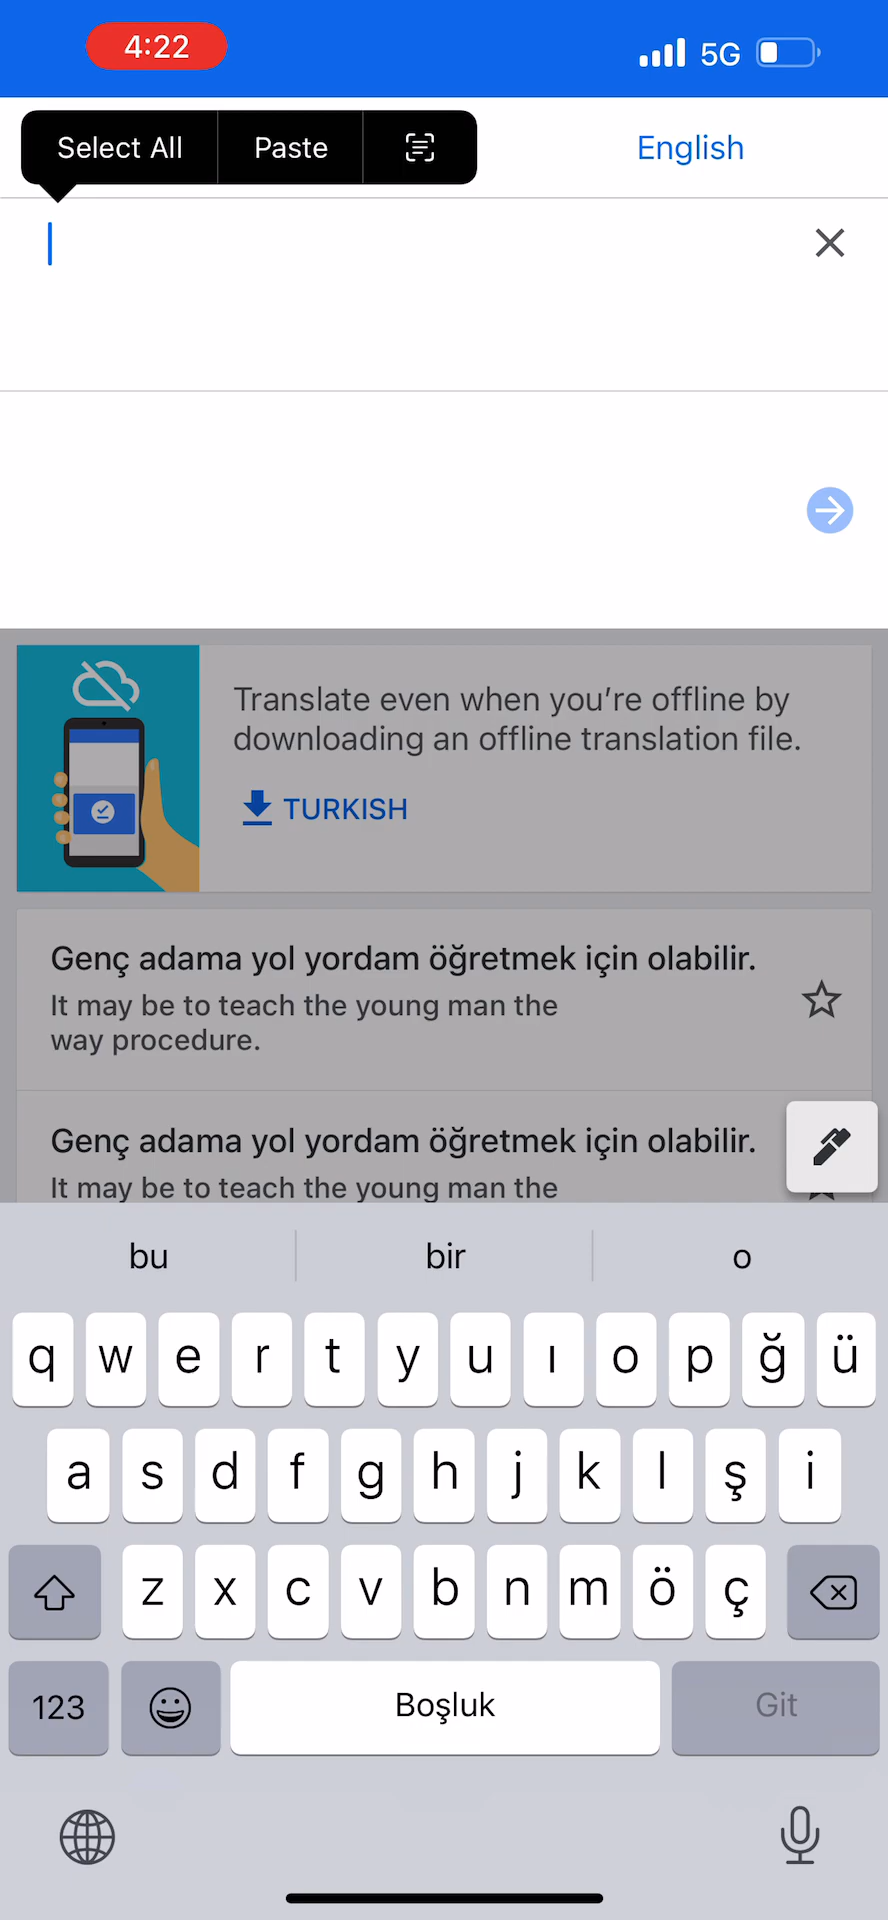 4:22
5G
Select All
Paste
English
Translate even when you’re offline by
downloading an offline translation file.
TURKISH
Genç adama yol yordam öğretmek için olabilir.
It may be to teach the young man the
way procedure.
Genç adama yol yordam öğretmek için olabilir.
It may be to teach the young man the
bu bir o
q w e r t y u ı o p ğ ü
a s d f g h j k l ş i
z x c v b n m ö ç
123 Boşluk Git